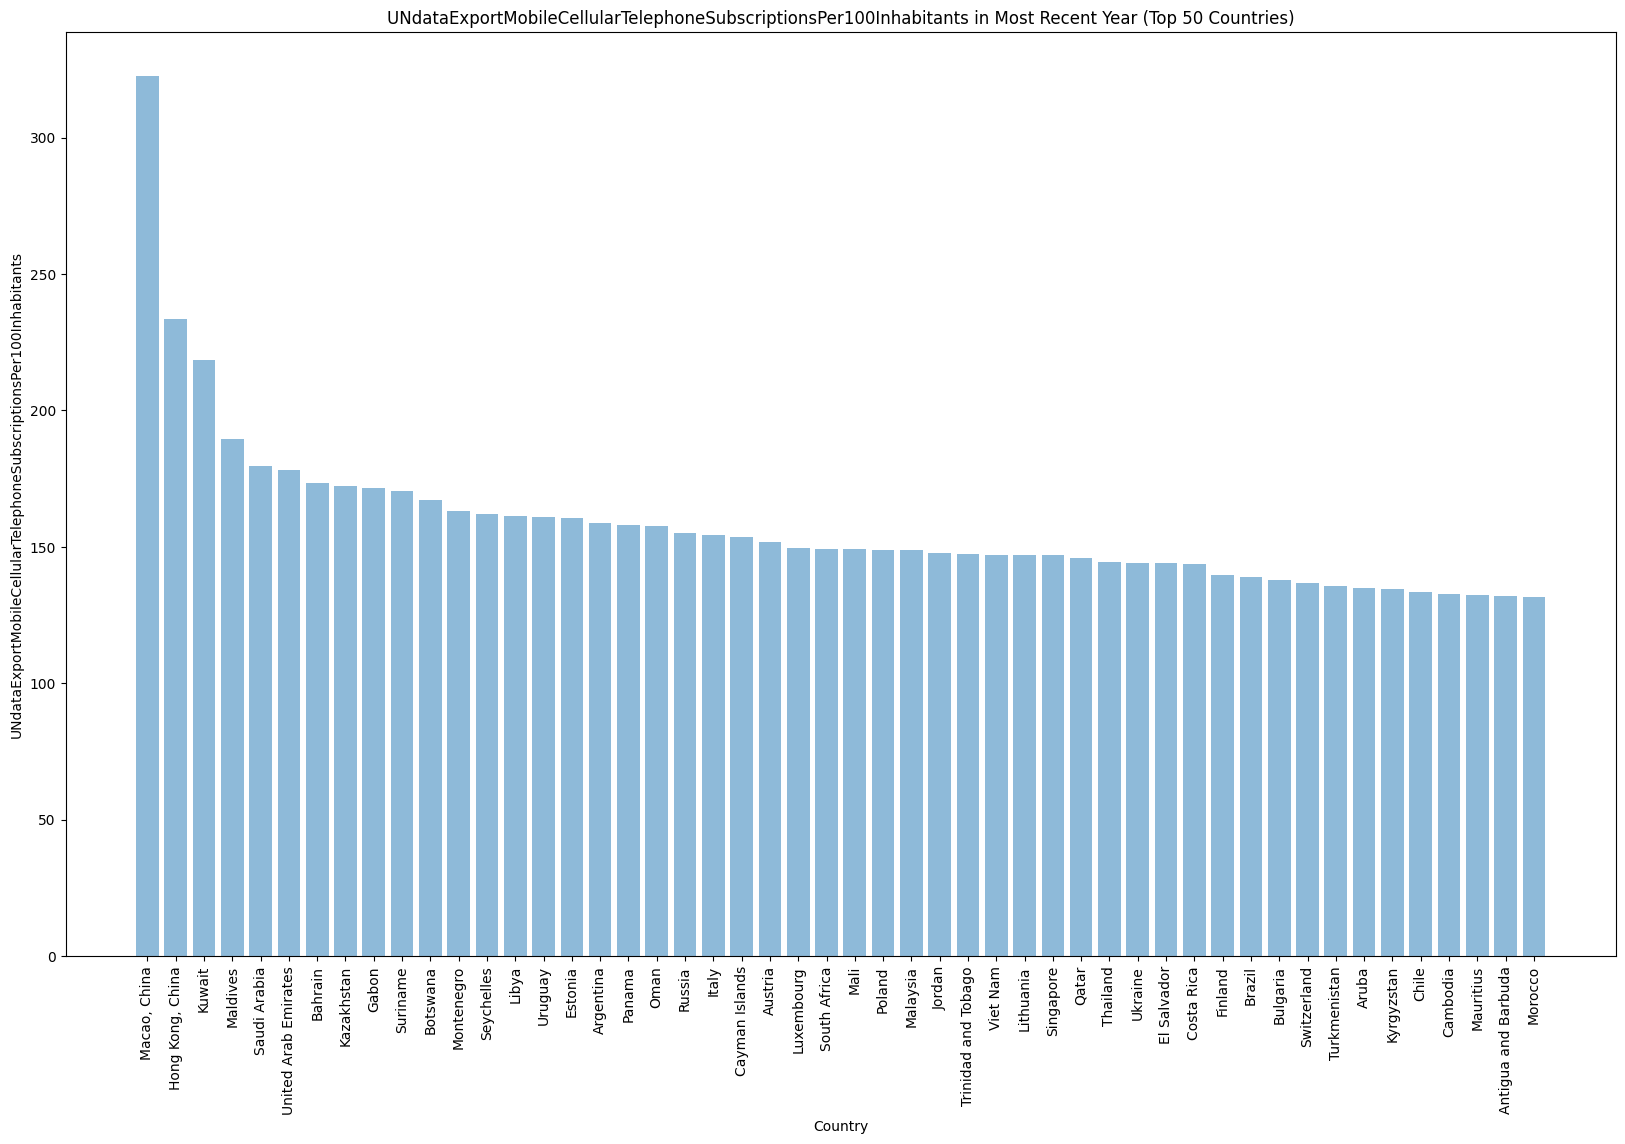 UNdataExportMobileCellularTelephoneSubscriptionsPer100Inhabitants in Most Recent Year (Top 50 Countries)
UNdataExportMobileCellularTelephoneSubscriptionsPer100Inhabitants
300
250
200
150
100
50
0
Macao, China
Hong Kong, China
Kuwait
Maldives
Saudi Arabia
United Arab Emirates
Bahrain
Kazakhstan
Gabon
Suriname
Botswana
Montenegro
Seychelles
Libya
Uruguay
Estonia
Argentina
Panama
Oman
Russia
Italy
Cayman Islands
Austria
Luxembourg
South Africa
Mali
Poland
Malaysia
Jordan
Trinidad and Tobago
Viet Nam
Lithuania
Singapore
Qatar
Thailand
Ukraine
El Salvador
Costa Rica
Finland
Brazil
Bulgaria
Switzerland
Turkmenistan
Aruba
Kyrgyzstan
Chile
Cambodia
Mauritius
Antigua and Barbuda
Morocco
Country